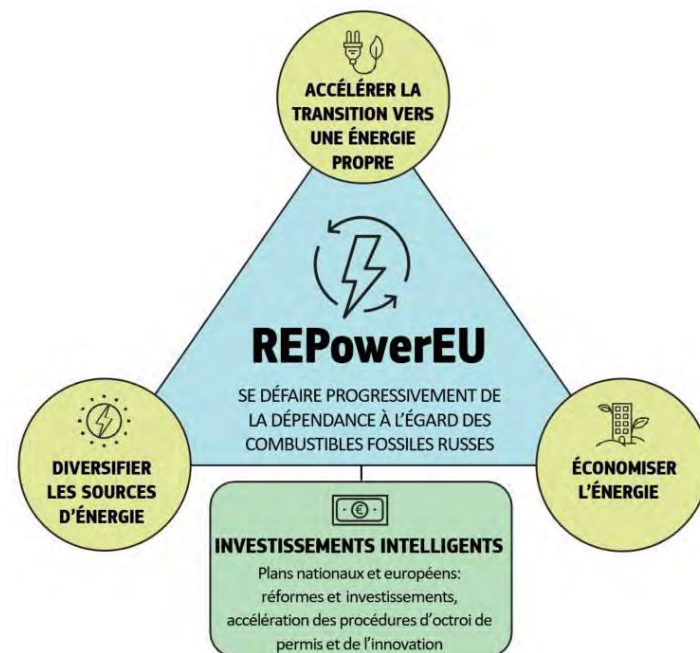 ACCÉLÉRER LA
TRANSITION VERS
UNE ÉNERGIE
PROPRE
REPowerEU
SE DÉFAIRE PROGRESSIVEMENT DE
LA DÉPENDANCE À L'ÉGARD DES
COMBUSTIBLES FOSSILES RUSSES
DIVERSIFIER
LES SOURCES
D'ÉNERGIE
ÉCONOMISER
L'ÉNERGIE
€
INVESTISSEMENTS INTELLIGENTS
Plans nationaux et européens:
réformes et investissements,
accélération des procédures d'octroi de
permis et de l'innovation